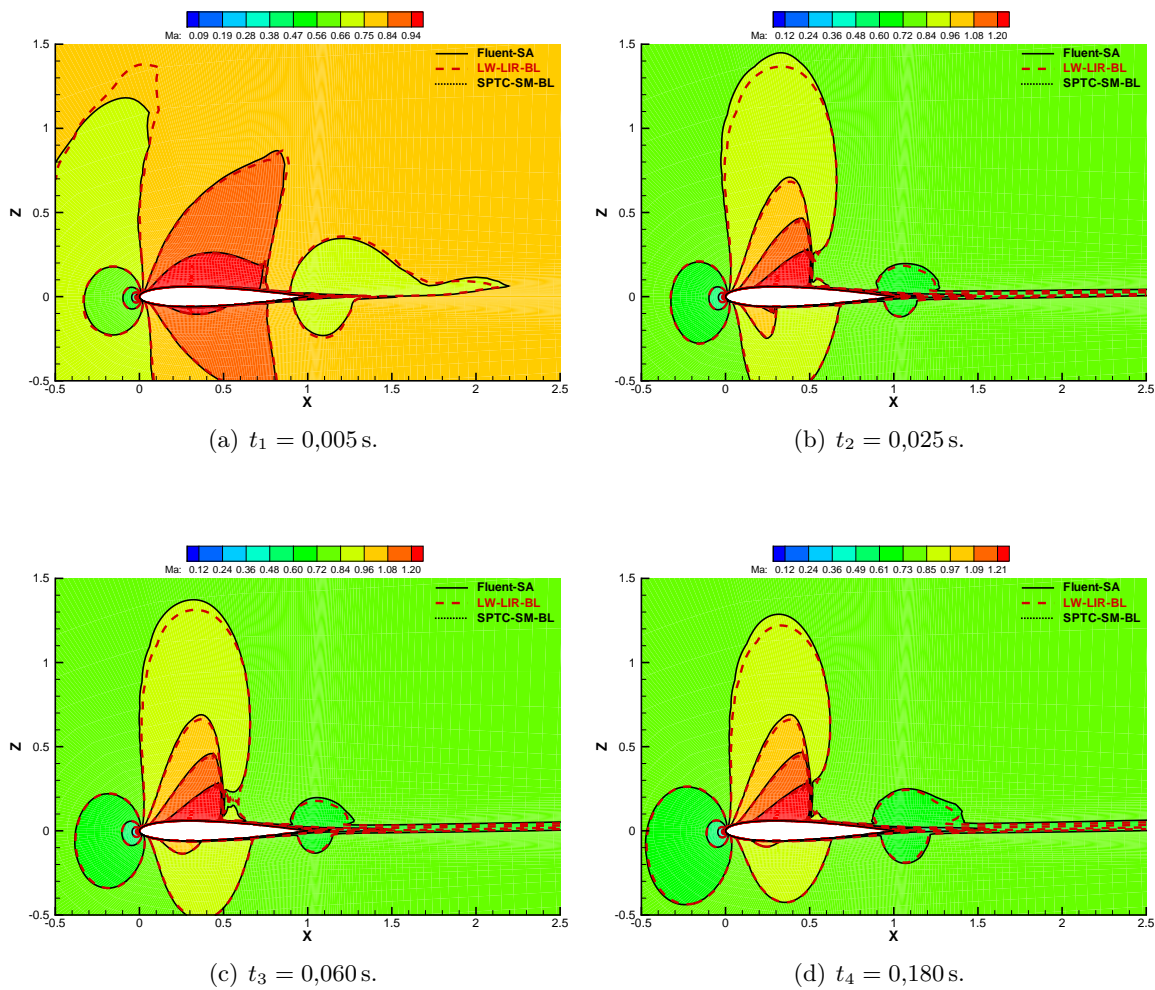 Ma: 0.09 0.19 0.28 0.38 0.47 0.56 0.66 0.75 0.84 0.94
Z
1.5
1
0.5
0
-0.5
Fluent-SA
LW-LIR-BL
SPTC-SM-BL
-0.5 0 0.5 1 1.5 2 2.5
X
(a) t1 = 0,005 s.
Ma: 0.12 0.24 0.36 0.48 0.60 0.72 0.84 0.96 1.08 1.20
Z
1.5
1
0.5
0
-0.5
Fluent-SA
LW-LIR-BL
SPTC-SM-BL
-0.5 0 0.5 1 1.5 2 2.5
X
(b) t2 = 0,025 s.
Ma: 0.12 0.24 0.36 0.48 0.60 0.72 0.84 0.96 1.08 1.20
Z
1.5
1
0.5
0
-0.5
Fluent-SA
LW-LIR-BL
SPTC-SM-BL
-0.5 0 0.5 1 1.5 2 2.5
X
(c) t3 = 0,060 s.
Ma: 0.12 0.24 0.36 0.48 0.61 0.73 0.85 0.97 1.09 1.21
Z
1.5
1
0.5
0
-0.5
Fluent-SA
LW-LIR-BL
SPTC-SM-BL
-0.5 0 0.5 1 1.5 2 2.5
X
(d) t4 = 0,180 s.